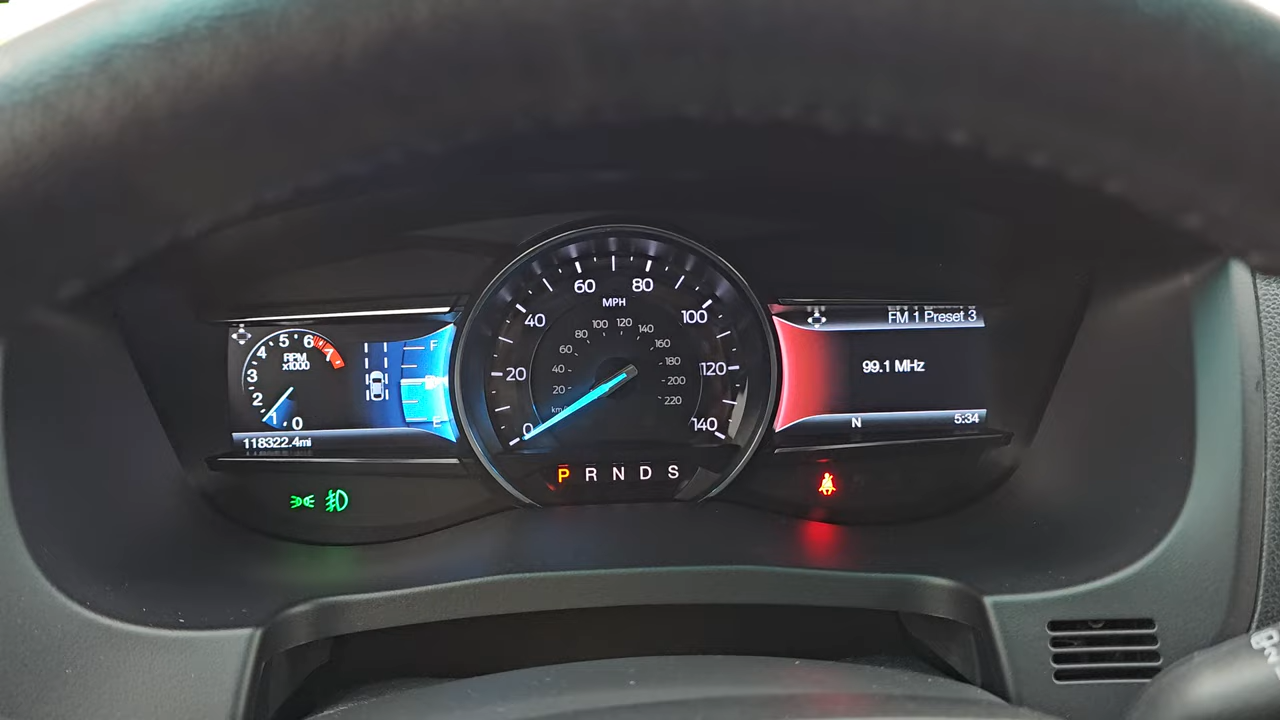 1 2 3 4 5 6 7 0
RPM
x1000
F
E
118322.4mi
0 20 40 60 80 100 120 140
MPH
20 40 60 80 100 120 140 160 180 200 220
km/h
P R N D S
FM 1 Preset 3
99.1 MHz
N 5:34